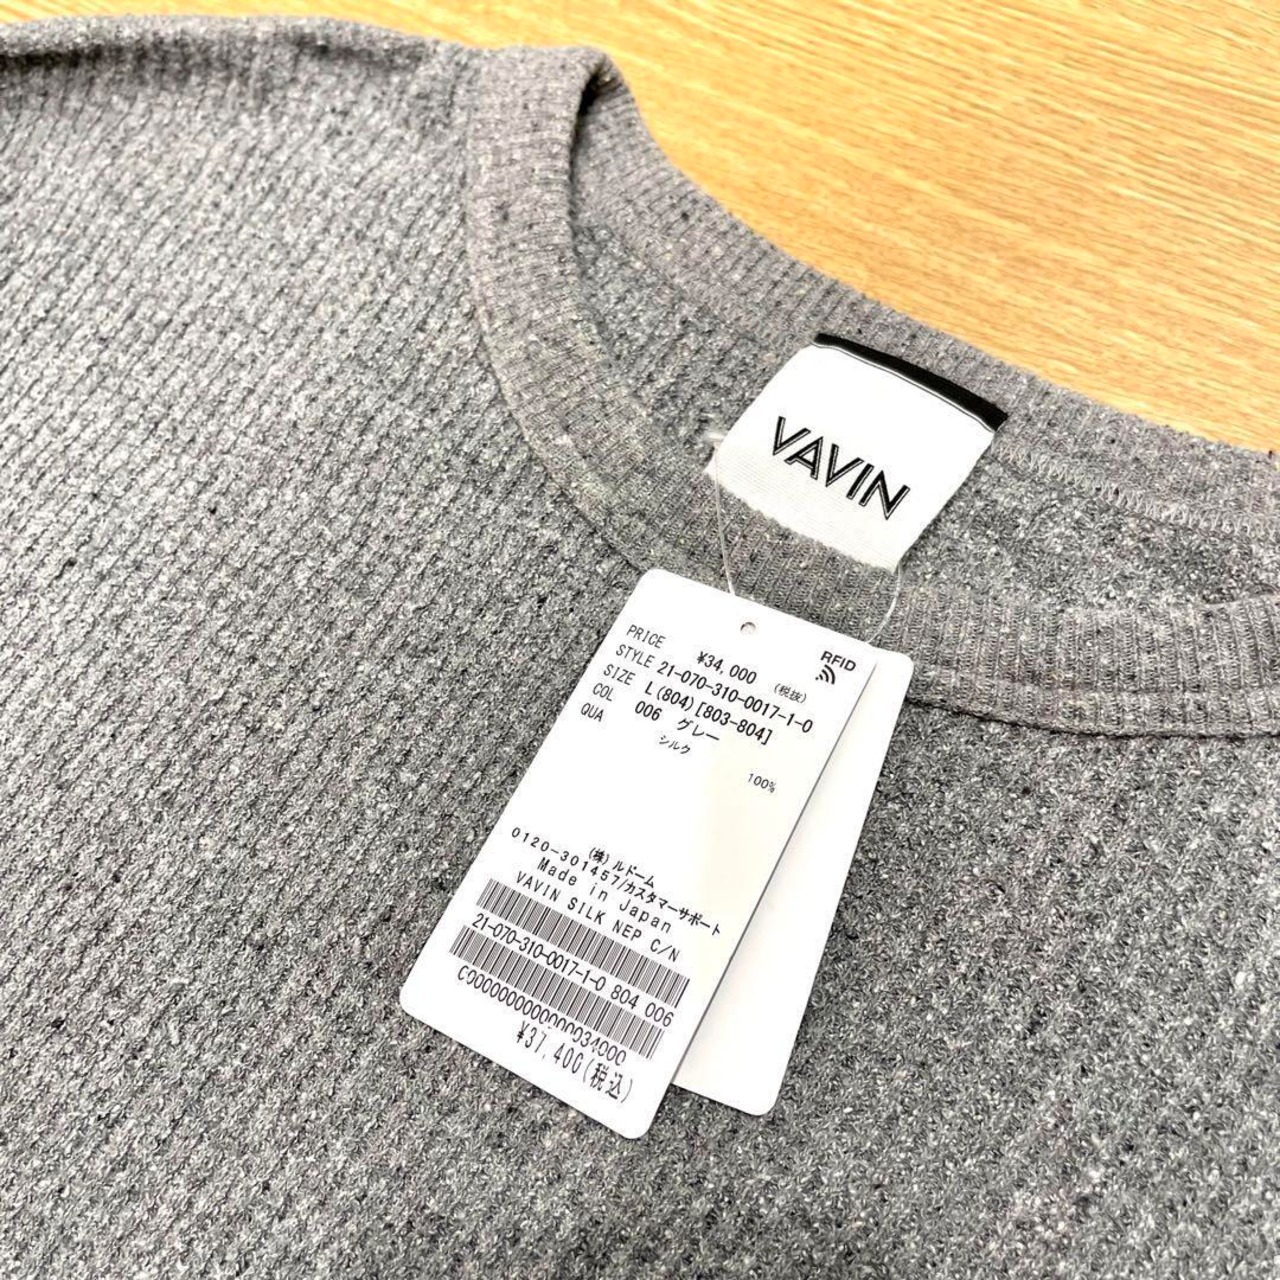 VAVIN
RFID
PRICE ¥34,000 (税抜)
STYLE 21-070-310-0017-1-0
SIZE L(804)[803-804]
COL 006 グレー
QUA シルク
100%
(株)ルドーム
0120-301457/カスタマーサポート
Made in Japan
VAVIN SILK NEP C/N
21-070-310-0017-1-0 804 006
¥37,400(税込)